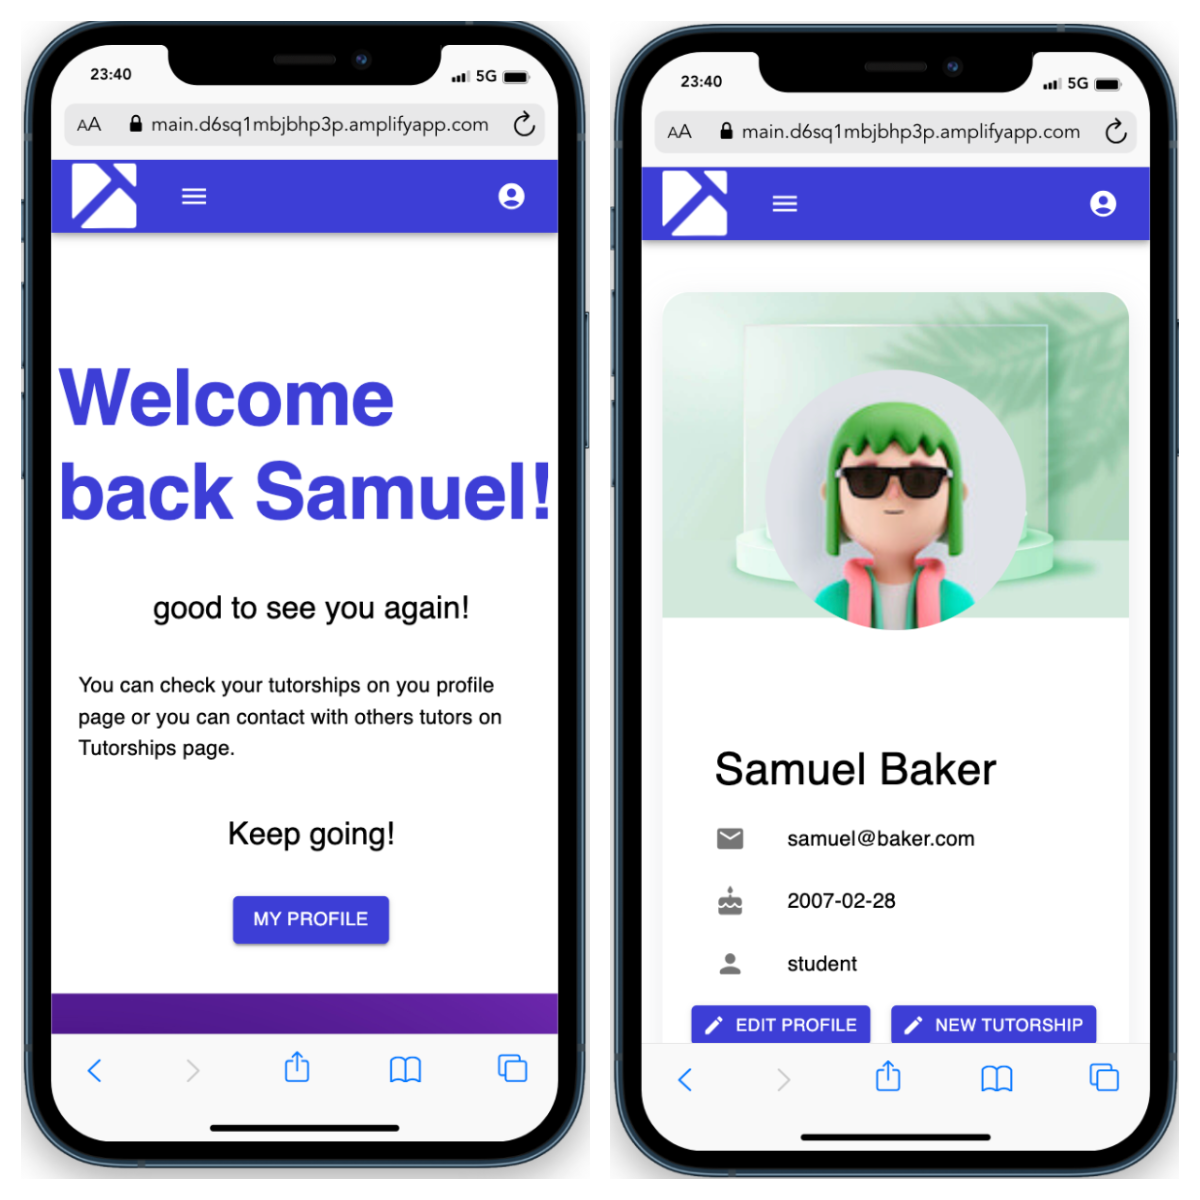 23:40
5G
AA main.d6sq1mbjbhp3p.amplifyapp.com
Welcome
back Samuel!
good to see you again!
You can check your tutorships on you profile
page or you can contact with others tutors on
Tutorships page.
Keep going!
MY PROFILE
23:40
5G
AA main.d6sq1mbjbhp3p.amplifyapp.com
Samuel Baker
samuel@baker.com
2007-02-28
student
EDIT PROFILE
NEW TUTORSHIP